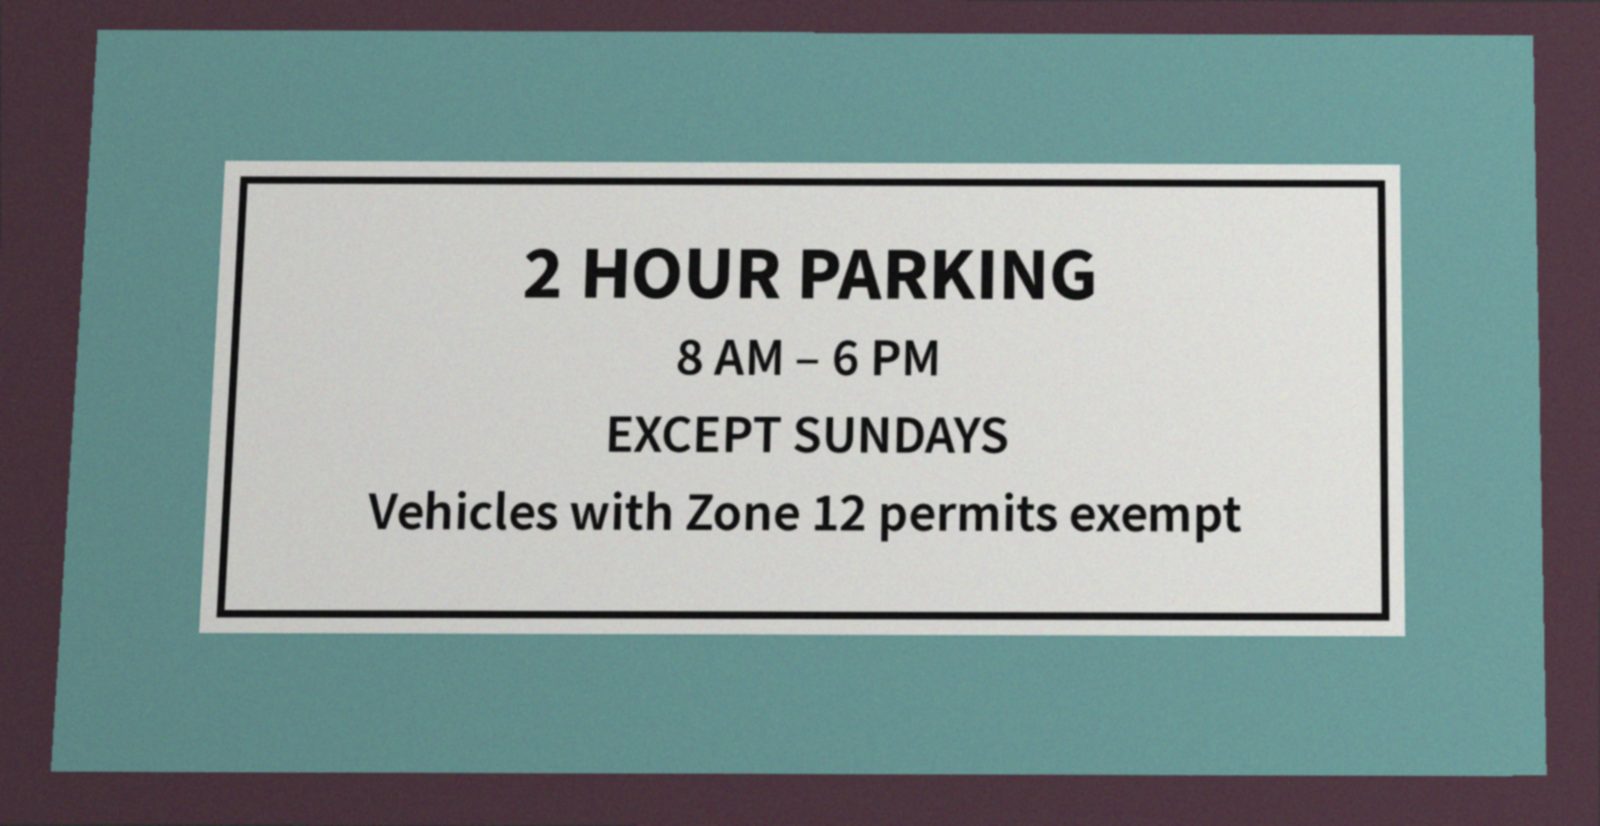 2 HOUR PARKING
8 AM – 6 PM
EXCEPT SUNDAYS
Vehicles with Zone 12 permits exempt